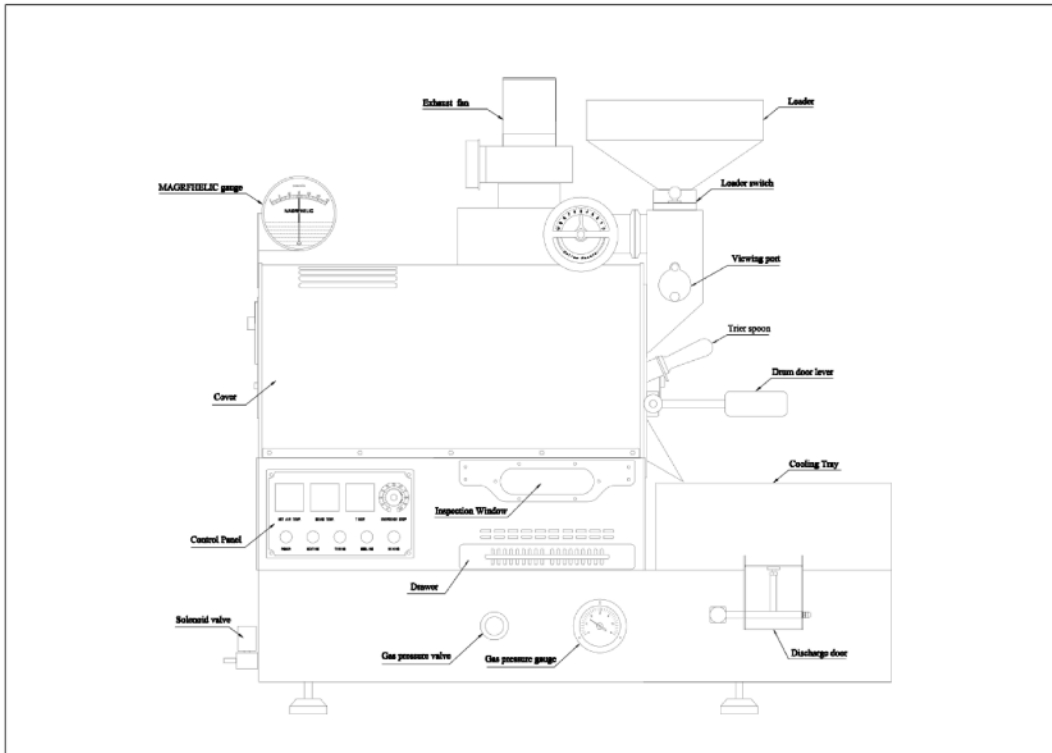 Exhaust fan
Loader
MAGRFHELIC gauge
Loader switch
Viewing port
Trier spoon
Drum door lever
Cover
Cooling Tray
Inspection Window
Control Panel
Drawer
Solenoid valve
Gas pressure valve
Gas pressure gauge
Discharge door